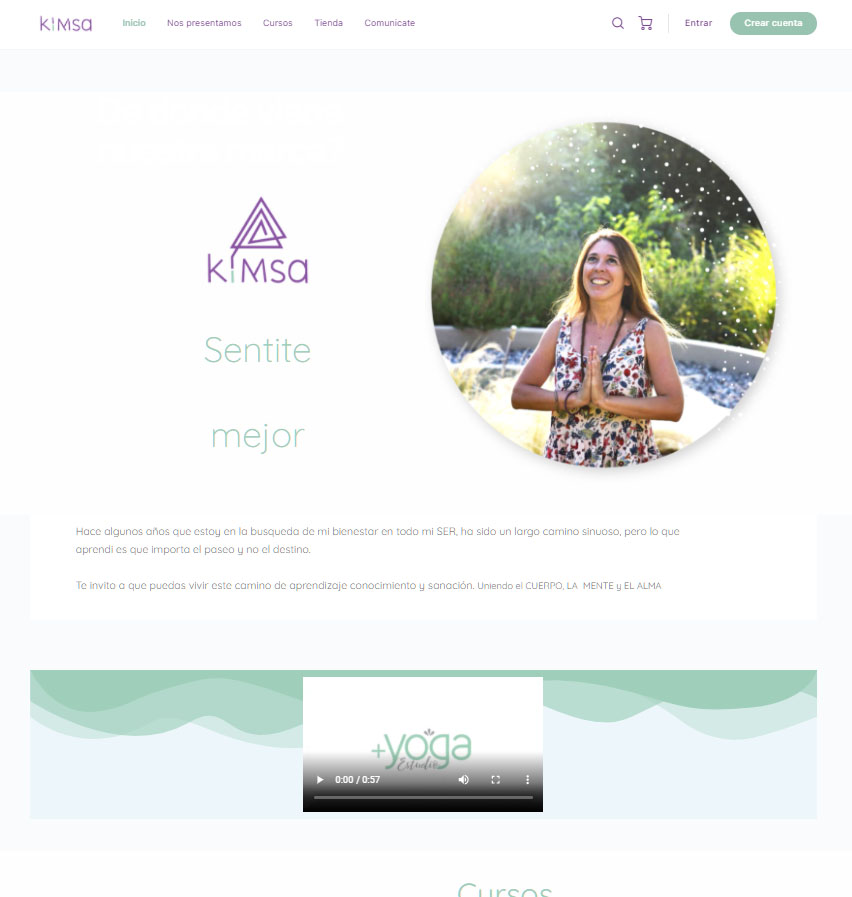 kiMsa
Inicio
Nos presentamos
Cursos
Tienda
Comunicate
Entrar
Crear cuenta
kiMsa
Sentite
mejor
Hace algunos años que estoy en la busqueda de mi bienestar en todo mi SER, ha sido un largo camino sinuoso, pero lo que
aprendi es que importa el paseo y no el destino.
Te invito a que puedas vivir este camino de aprendizaje conocimiento y sanación. Uniendo el CUERPO, LA MENTE y EL ALMA
+yoga
Estudio
0:00 / 0:57
Cursos